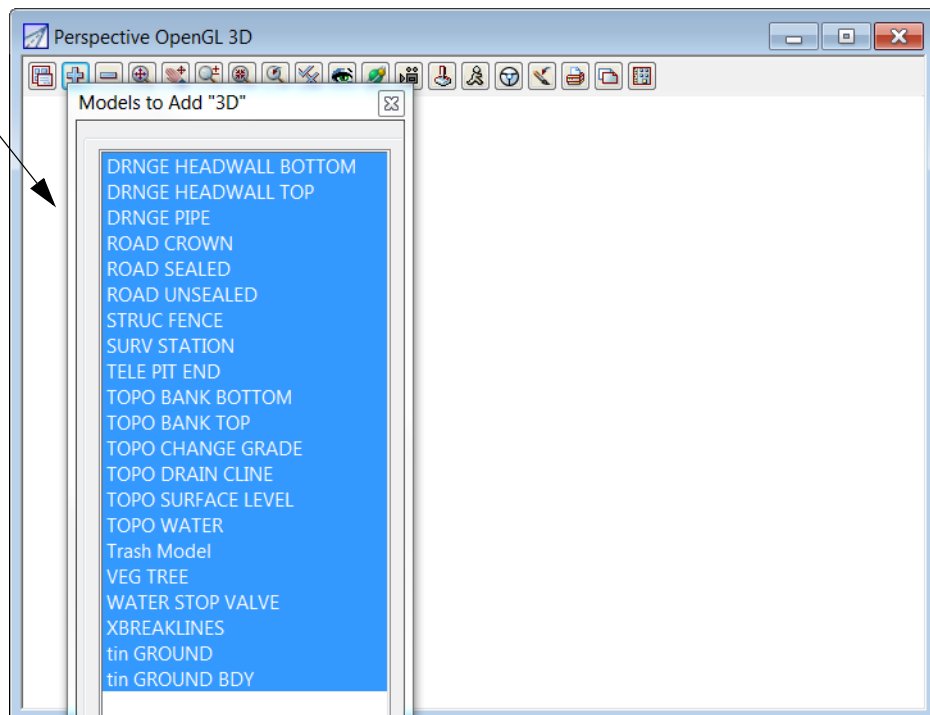 Perspective OpenGL 3D
Models to Add "3D"
DRNGE HEADWALL BOTTOM
DRNGE HEADWALL TOP
DRNGE PIPE
ROAD CROWN
ROAD SEALED
ROAD UNSEALED
STRUC FENCE
SURV STATION
TELE PIT END
TOPO BANK BOTTOM
TOPO BANK TOP
TOPO CHANGE GRADE
TOPO DRAIN CLINE
TOPO SURFACE LEVEL
TOPO WATER
Trash Model
VEG TREE
WATER STOP VALVE
XBREAKLINES
tin GROUND
tin GROUND BDY